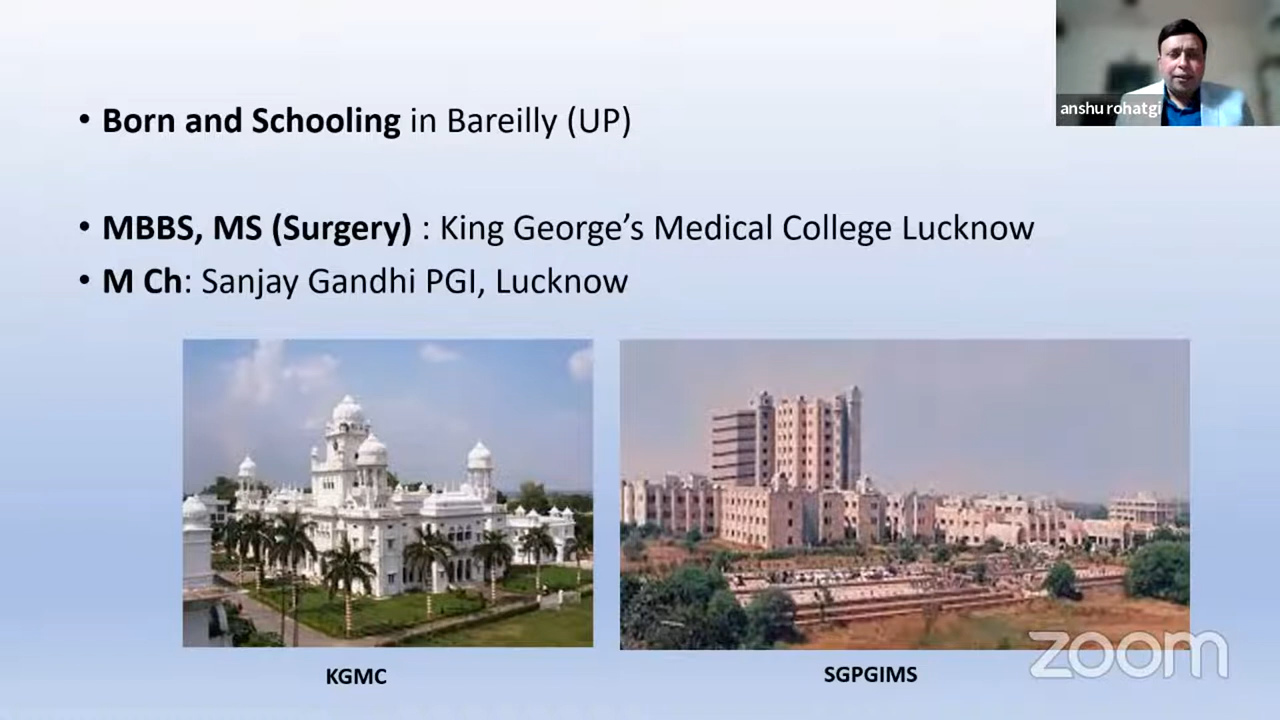 anshu rohatgi
• Born and Schooling in Bareilly (UP)
• MBBS, MS (Surgery) : King George’s Medical College Lucknow
• M Ch: Sanjay Gandhi PGI, Lucknow
KGMC
SGPGIMS
zoom